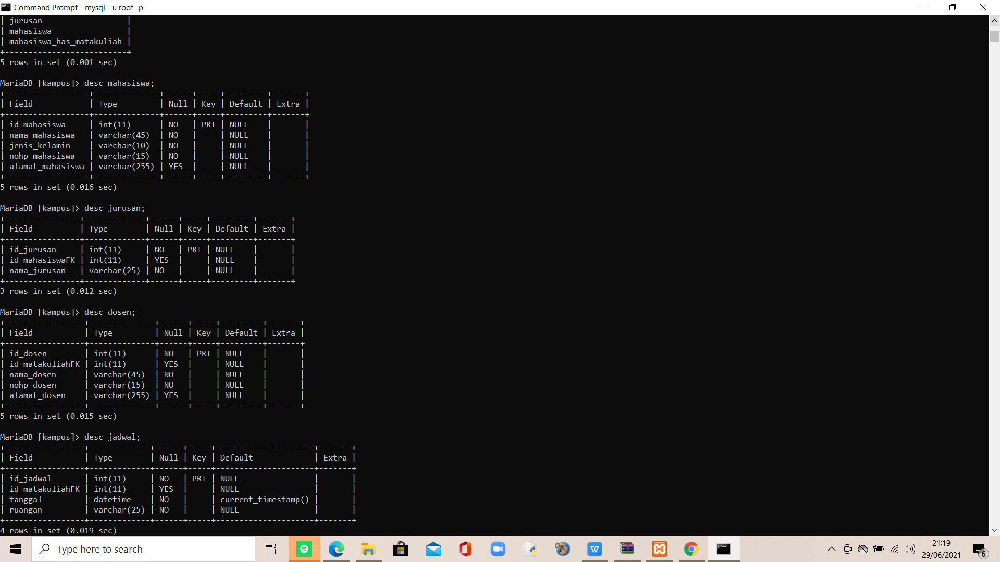 Command Prompt - mysql  -u root -p
| jurusan                  |
| mahasiswa                |
| mahasiswa_has_matakuliah |
+--------------------------+
5 rows in set (0.001 sec)
MariaDB [kampus]> desc mahasiswa;
+------------------+--------------+------+-----+---------+-------+
| Field            | Type         | Null | Key | Default | Extra |
+------------------+--------------+------+-----+---------+-------+
| id_mahasiswa     | int(11)      | NO   | PRI | NULL    |       |
| nama_mahasiswa   | varchar(45)  | NO   |     | NULL    |       |
| jenis_kelamin    | varchar(10)  | NO   |     | NULL    |       |
| nohp_mahasiswa   | varchar(15)  | NO   |     | NULL    |       |
| alamat_mahasiswa | varchar(255) | YES  |     | NULL    |       |
+------------------+--------------+------+-----+---------+-------+
5 rows in set (0.016 sec)
MariaDB [kampus]> desc jurusan;
+----------------+-------------+------+-----+---------+-------+
| Field          | Type        | Null | Key | Default | Extra |
+----------------+-------------+------+-----+---------+-------+
| id_jurusan     | int(11)     | NO   | PRI | NULL    |       |
| id_mahasiswaFK | int(11)     | YES  |     | NULL    |       |
| nama_jurusan   | varchar(25) | NO   |     | NULL    |       |
+----------------+-------------+------+-----+---------+-------+
3 rows in set (0.012 sec)
MariaDB [kampus]> desc dosen;
+-----------------+--------------+------+-----+---------+-------+
| Field           | Type         | Null | Key | Default | Extra |
+-----------------+--------------+------+-----+---------+-------+
| id_dosen        | int(11)      | NO   | PRI | NULL    |       |
| id_matakuliahFK | int(11)      | YES  |     | NULL    |       |
| nama_dosen      | varchar(45)  | NO   |     | NULL    |       |
| nohp_dosen      | varchar(15)  | NO   |     | NULL    |       |
| alamat_dosen    | varchar(255) | YES  |     | NULL    |       |
+-----------------+--------------+------+-----+---------+-------+
5 rows in set (0.015 sec)
MariaDB [kampus]> desc jadwal;
+-----------------+-------------+------+-----+---------------------+-------+
| Field           | Type        | Null | Key | Default             | Extra |
+-----------------+-------------+------+-----+---------------------+-------+
| id_jadwal       | int(11)     | NO   | PRI | NULL                |       |
| id_matakuliahFK | int(11)     | YES  |     | NULL                |       |
| tanggal         | datetime    | NO   |     | current_timestamp() |       |
| ruangan         | varchar(25) | NO   |     | NULL                |       |
+-----------------+-------------+------+-----+---------------------+-------+
4 rows in set (0.019 sec)
Type here to search
21:19
29/06/2021
6